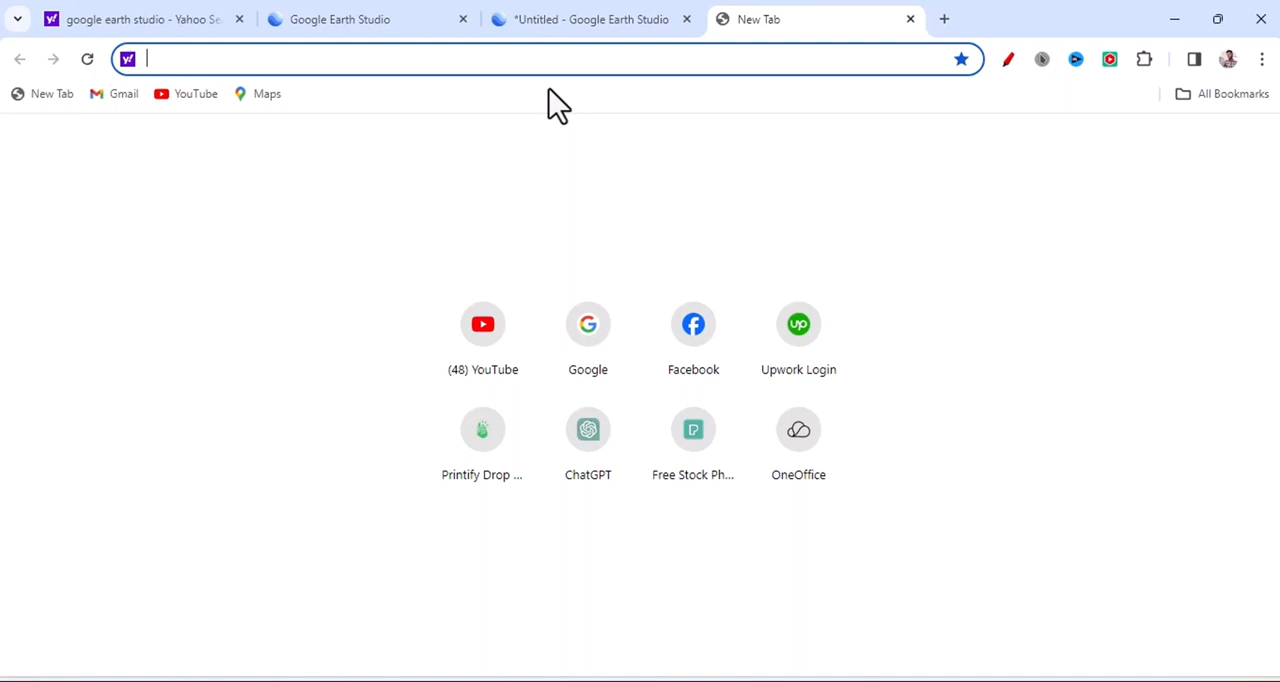 google earth studio - Yahoo Se
Google Earth Studio
*Untitled - Google Earth Studio
New Tab
y!
New Tab
Gmail
YouTube
Maps
All Bookmarks
up
(48) YouTube
Google
Facebook
Upwork Login
Printify Drop ...
ChatGPT
Free Stock Ph...
OneOffice